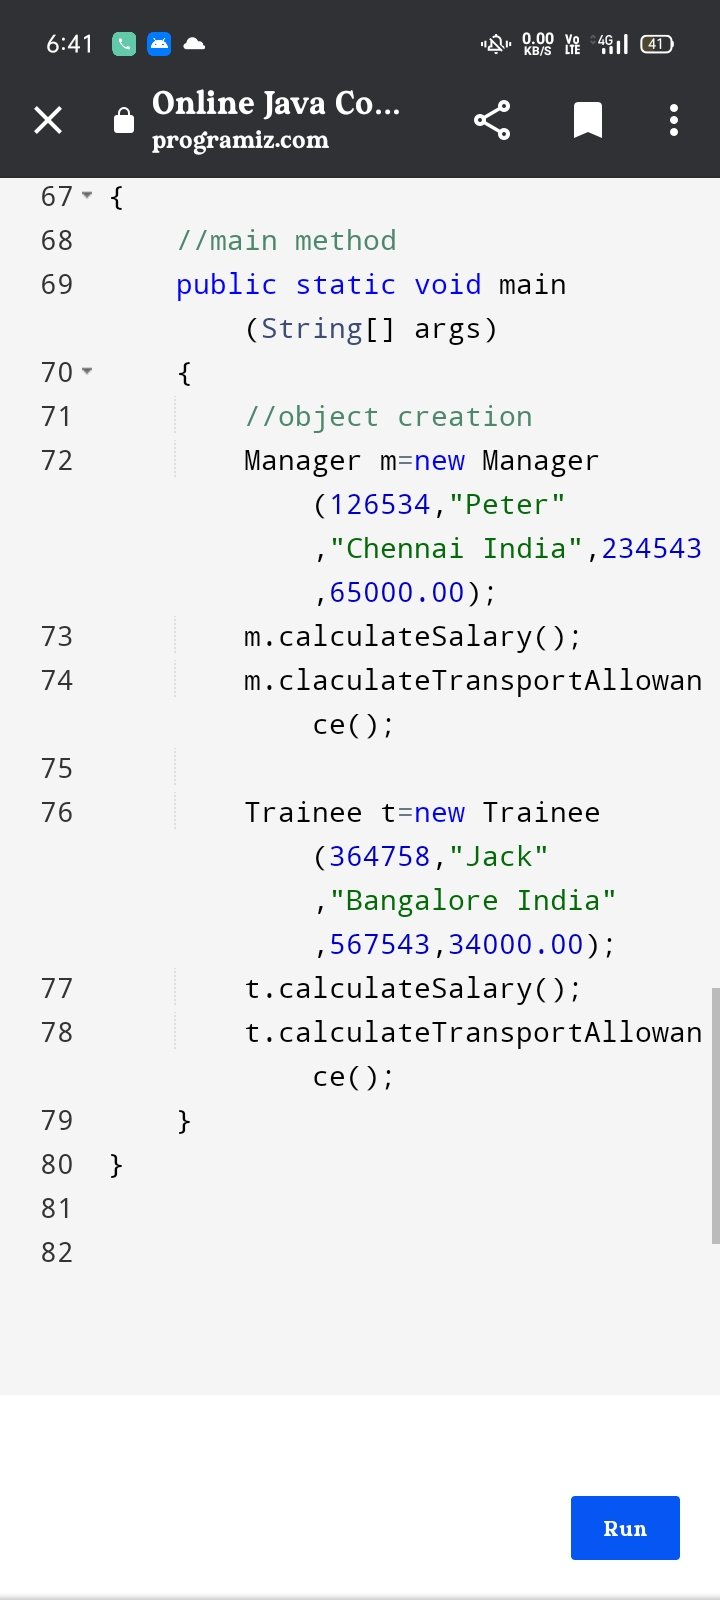 6:41 0.00 KB/S Vo LTE 4G 41
Online Java Co...
programiz.com
67 {
68 //main method
69 public static void main
(String[] args)
70 {
71 //object creation
72 Manager m=new Manager
(126534,"Peter"
,"Chennai India",234543
,65000.00);
73 m.calculateSalary();
74 m.claculateTransportAllowan
ce();
75
76 Trainee t=new Trainee
(364758,"Jack"
,"Bangalore India"
,567543,34000.00);
77 t.calculateSalary();
78 t.calculateTransportAllowan
ce();
79 }
80 }
81
82
Run